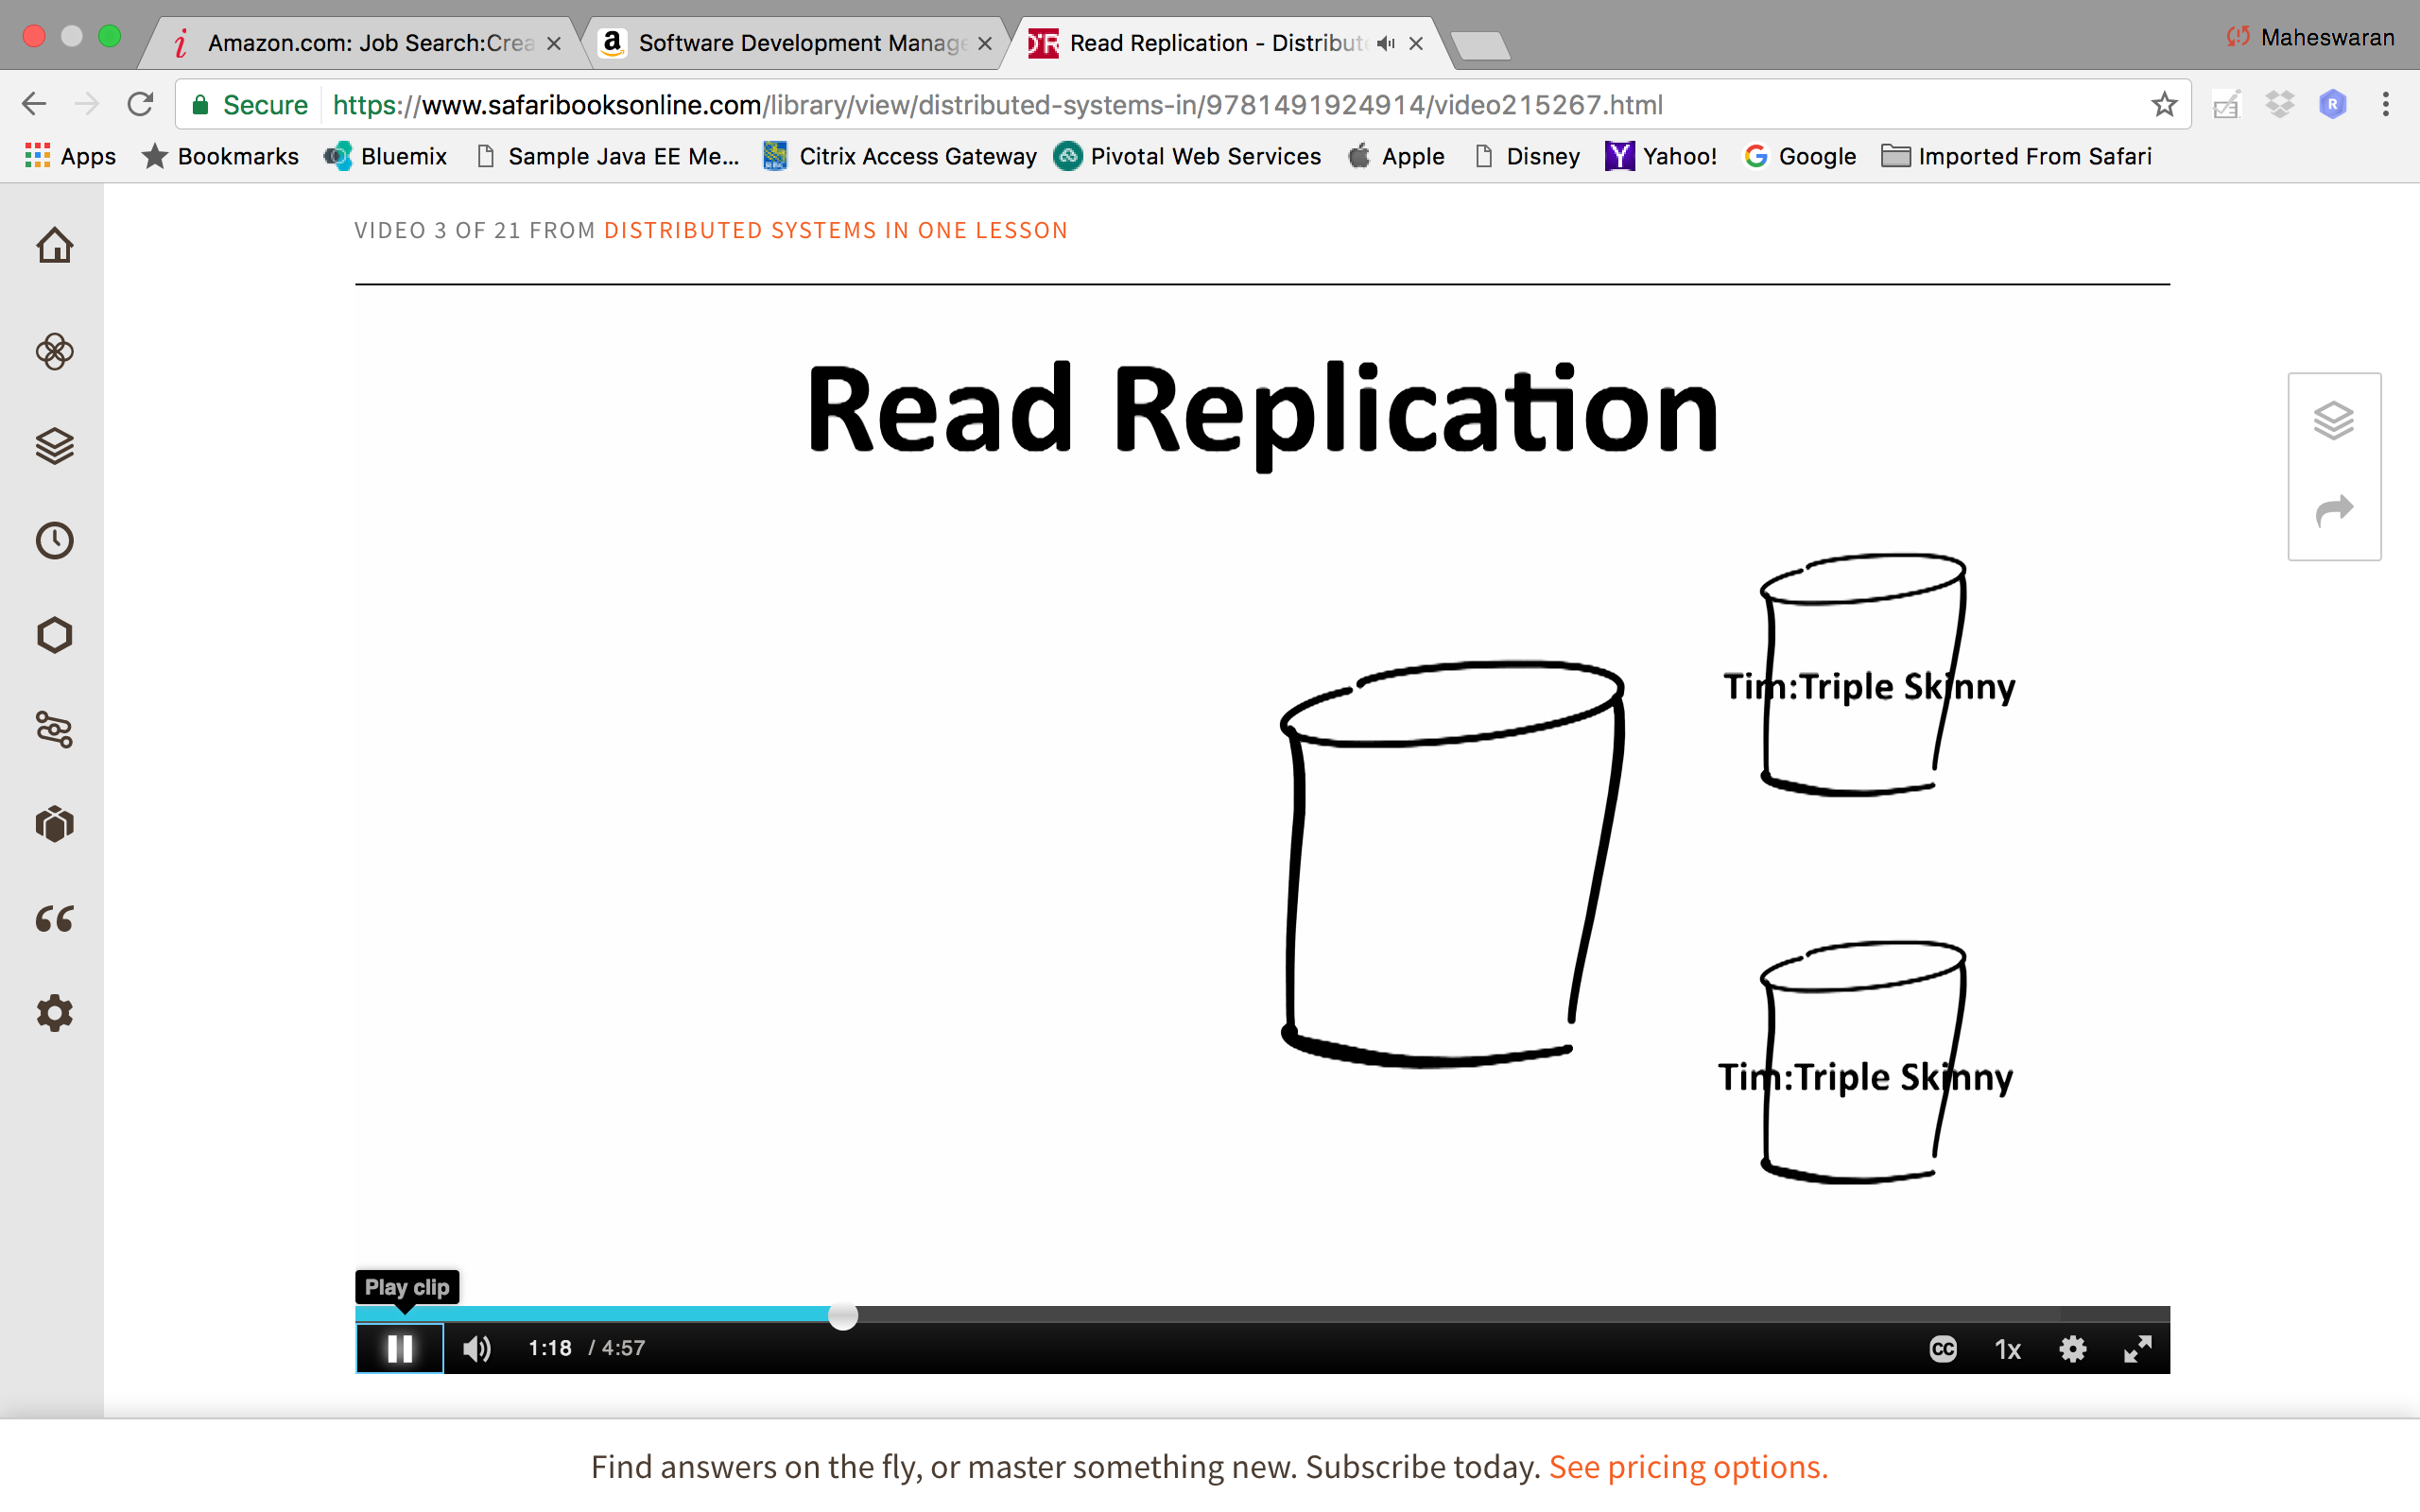 Amazon.com: Job Search:Crea
Software Development Manage
Read Replication - Distribute
Maheswaran
Secure
https://www.safaribooksonline.com/library/view/distributed-systems-in/9781491924914/video215267.html
Apps
Bookmarks
Bluemix
Sample Java EE Me...
Citrix Access Gateway
Pivotal Web Services
Apple
Disney
Yahoo!
Google
Imported From Safari
VIDEO 3 OF 21 FROM DISTRIBUTED SYSTEMS IN ONE LESSON
Read Replication
Tim:Triple Skinny
Tim:Triple Skinny
Play clip
1:18 / 4:57
CC
1x
Find answers on the fly, or master something new. Subscribe today. See pricing options.